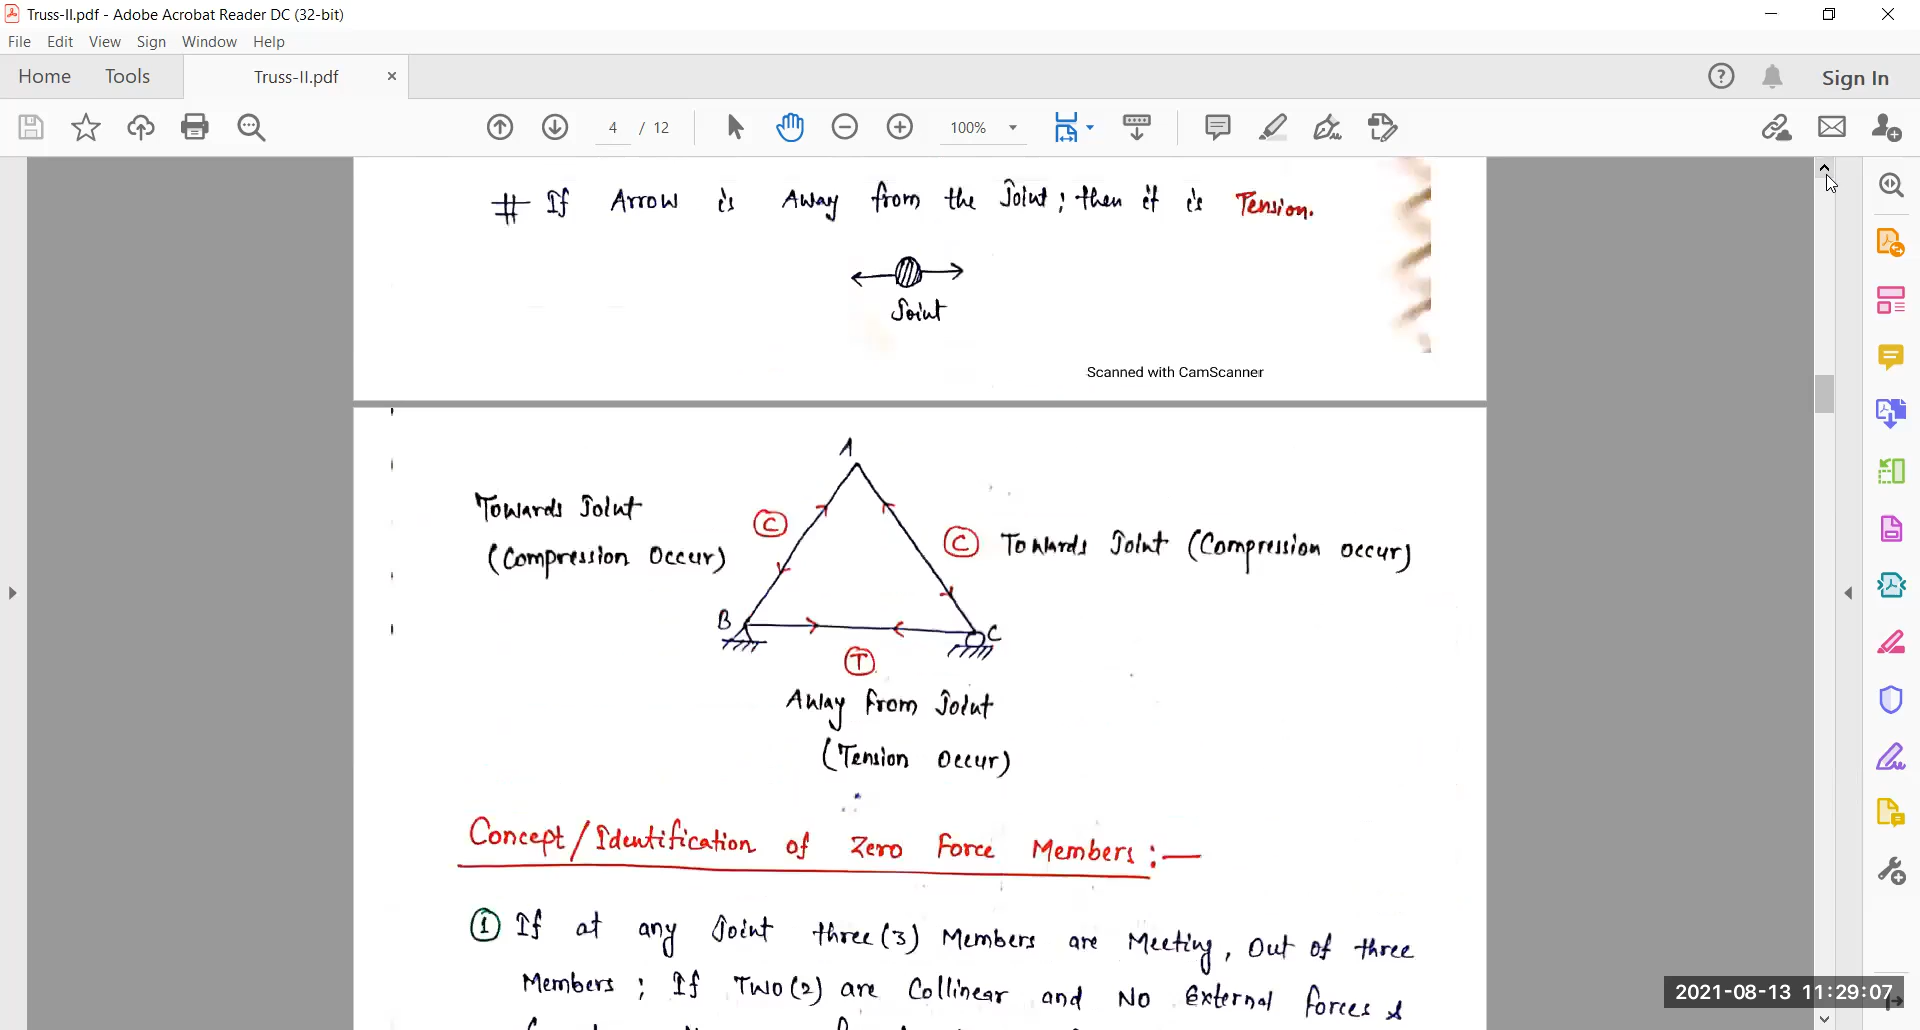 Truss-II.pdf - Adobe Acrobat Reader DC (32-bit)
File Edit View Sign Window Help
Home Tools Truss-II.pdf × Sign In
4 / 12 100%
# If Arrow is Away from the Joint; then it is Tension.
Joint
Scanned with CamScanner
A
Towards Joint
(Compression Occur)
C
C
Towards Joint (Compression occur)
B
C
T
Away from Joint
(Tension Occur)
Concept/Identification of Zero Force Members:—
① If at any Joint three(3) Members are Meeting, Out of three
Members; If Two(2) are Collinear and No External forces &
2021-08-13 11:29:07